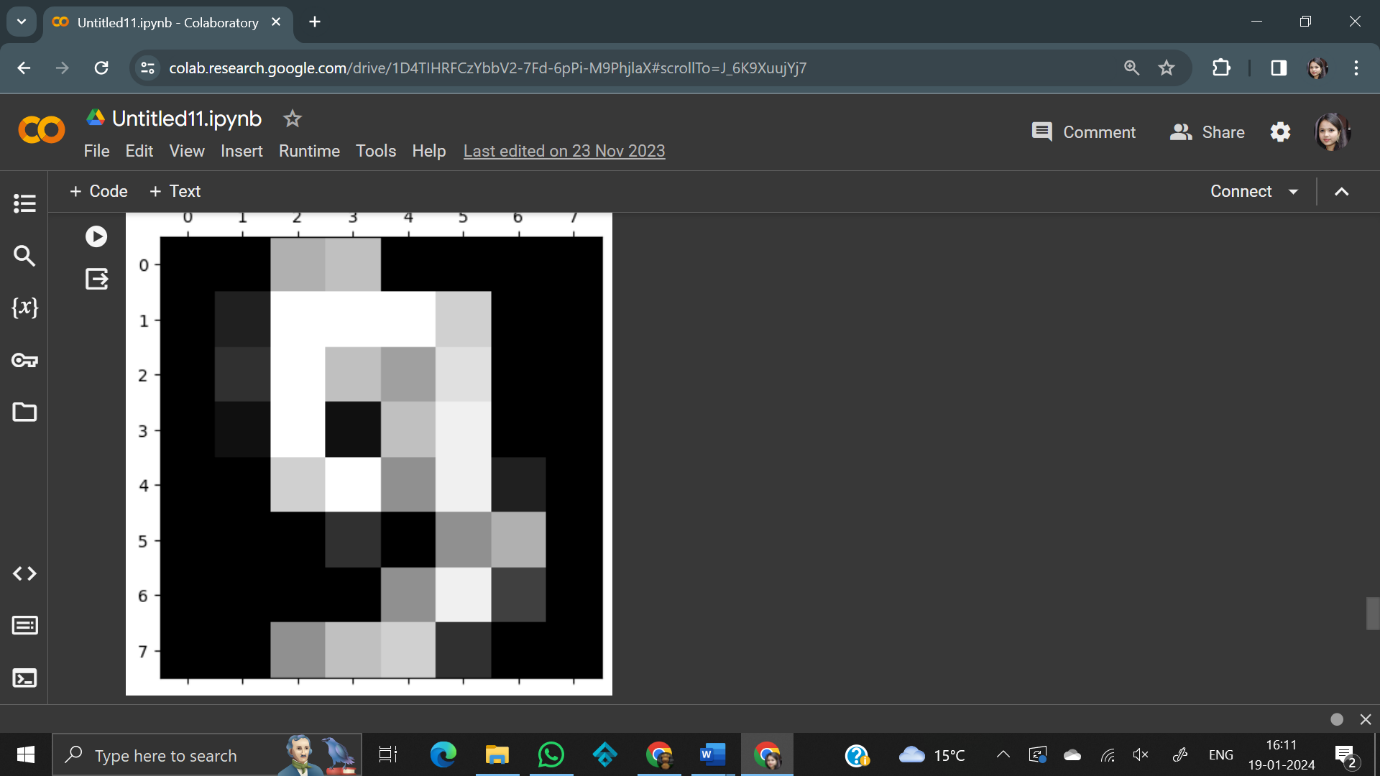 Untitled11.ipynb - Colaboratory
colab.research.google.com/drive/1D4TIHRFCzYbbV2-7Fd-6pPi-M9PhjlaX#scrollTo=J_6K9XuujYj7
Untitled11.ipynb
Comment
Share
File Edit View Insert Runtime Tools Help Last edited on 23 Nov 2023
+ Code + Text
Connect
0 1 2 3 4 5 6 7
0
1
2
3
4
5
6
7
{x}
Type here to search
15°C
ENG
16:11
19-01-2024
2